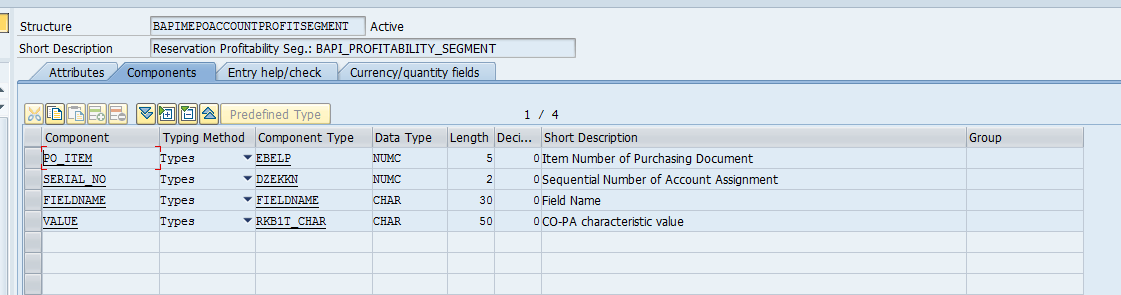 Structure BAPIMEPOACCOUNTPROFITSEGMENT Active
Short Description Reservation Profitability Seg.: BAPI_PROFITABILITY_SEGMENT
Attributes Components Entry help/check Currency/quantity fields
Predefined Type 1 / 4
Component Typing Method Component Type Data Type Length Deci... Short Description Group
PO_ITEM Types EBELP NUMC 5 0 Item Number of Purchasing Document
SERIAL_NO Types DZEKKN NUMC 2 0 Sequential Number of Account Assignment
FIELDNAME Types FIELDNAME CHAR 30 0 Field Name
VALUE Types RKB1T_CHAR CHAR 50 0 CO-PA characteristic value